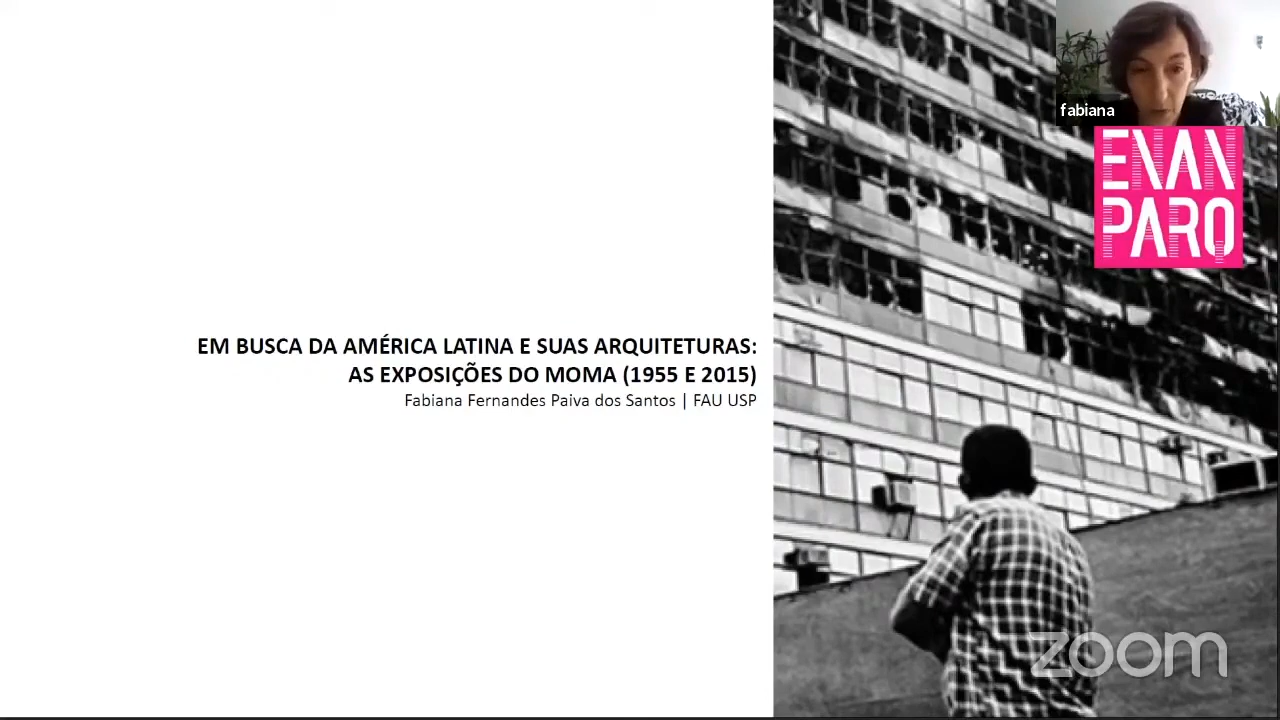 fabiana
ENAN
PARO
EM BUSCA DA AMÉRICA LATINA E SUAS ARQUITETURAS:
AS EXPOSIÇÕES DO MOMA (1955 E 2015)
Fabiana Fernandes Paiva dos Santos | FAU USP
zoom